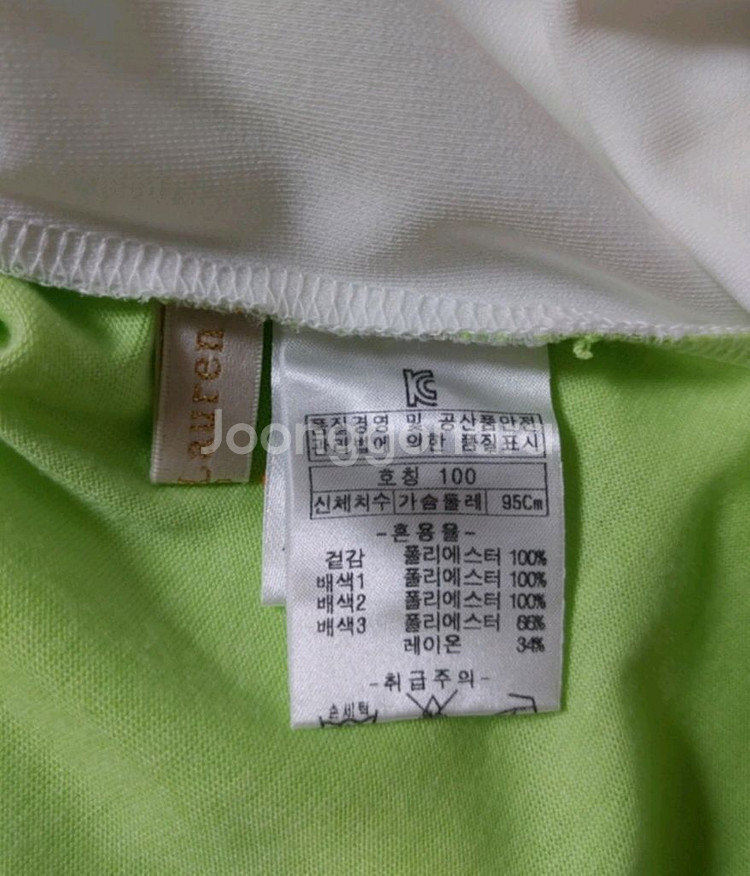 Lauren
KC
품질경영 및 공산품안전
관리법에 의한 품질표시
호칭 100
신체치수 가슴둘레 95Cm
-혼용율-
겉감 폴리에스터 100%
배색1 폴리에스터 100%
배색2 폴리에스터 100%
배색3 폴리에스터 66%
레이온 34%
-취급주의-
손세탁